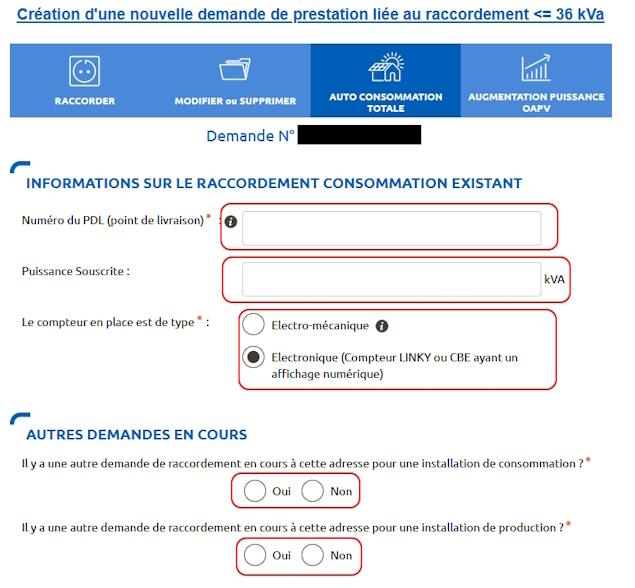 Création d'une nouvelle demande de prestation liée au raccordement <= 36 kVa
RACCORDER
MODIFIER ou SUPPRIMER
AUTO CONSOMMATION
TOTALE
AUGMENTATION PUISSANCE
OAPV
Demande N°
INFORMATIONS SUR LE RACCORDEMENT CONSOMMATION EXISTANT
Numéro du PDL (point de livraison) * : i
Puissance Souscrite : kVA
Le compteur en place est de type * :
Electro-mécanique i
Electronique (Compteur LINKY ou CBE ayant un
affichage numérique)
AUTRES DEMANDES EN COURS
Il y a une autre demande de raccordement en cours à cette adresse pour une installation de consommation ? *
Oui Non
Il y a une autre demande de raccordement en cours à cette adresse pour une installation de production ? *
Oui Non